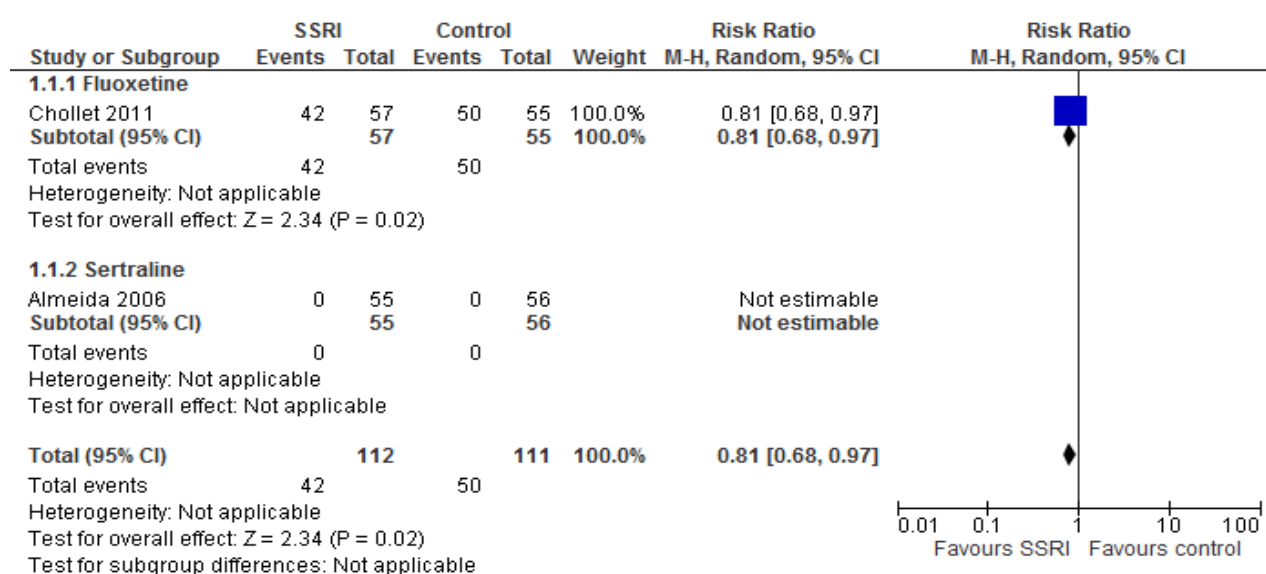 SSRI Control Risk Ratio Risk Ratio
Study or Subgroup Events Total Events Total Weight M-H, Random, 95% CI M-H, Random, 95% CI
1.1.1 Fluoxetine
Chollet 2011 42 57 50 55 100.0% 0.81 [0.68, 0.97]
Subtotal (95% CI) 57 55 100.0% 0.81 [0.68, 0.97]
Total events 42 50
Heterogeneity: Not applicable
Test for overall effect: Z = 2.34 (P = 0.02)
1.1.2 Sertraline
Almeida 2006 0 55 0 56 Not estimable
Subtotal (95% CI) 55 56 Not estimable
Total events 0 0
Heterogeneity: Not applicable
Test for overall effect: Not applicable
Total (95% CI) 112 111 100.0% 0.81 [0.68, 0.97]
Total events 42 50
Heterogeneity: Not applicable
Test for overall effect: Z = 2.34 (P = 0.02)
Test for subgroup differences: Not applicable
0.01 0.1 1 10 100
Favours SSRI Favours control